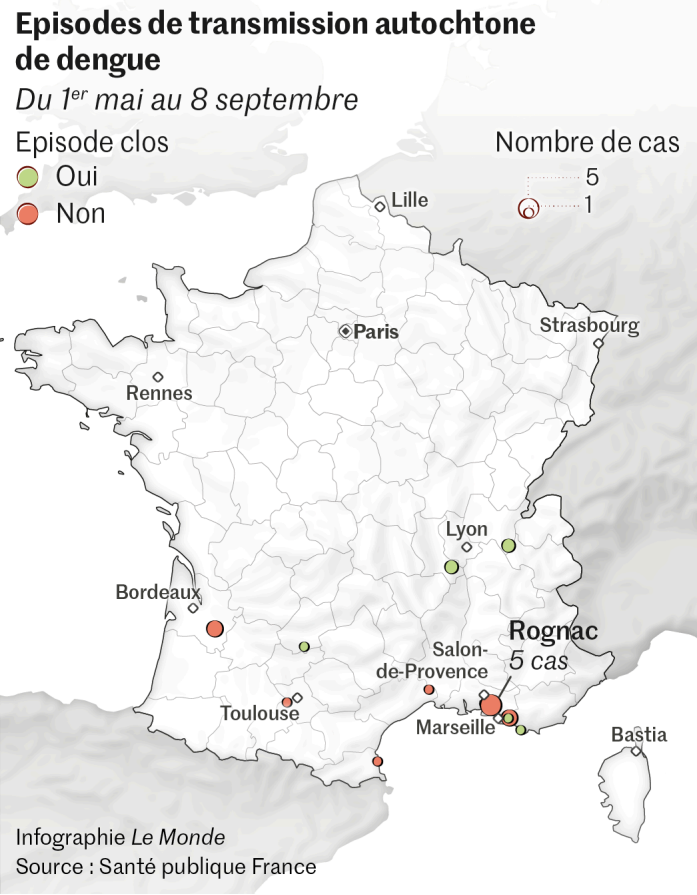 Episodes de transmission autochtone
de dengue
Du 1er mai au 8 septembre
Episode clos
Oui
Non
Nombre de cas
5
1
Lille
Paris
Strasbourg
Rennes
Lyon
Bordeaux
Rognac
5 cas
Salon-
de-Provence
Toulouse
Marseille
Bastia
Infographie Le Monde
Source : Santé publique France